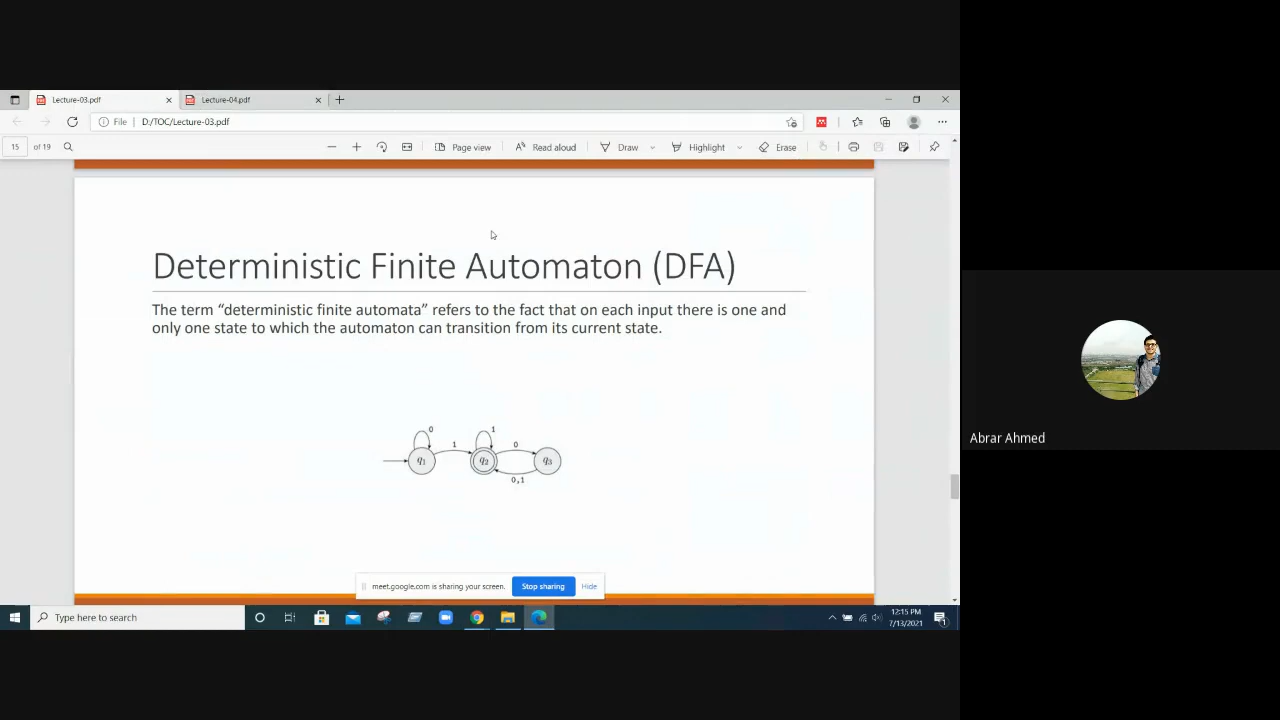 Lecture-03.pdf
Lecture-04.pdf
File
D:/TOC/Lecture-03.pdf
15 of 19
Page view
Read aloud
Draw
Highlight
Erase
Deterministic Finite Automaton (DFA)
The term “deterministic finite automata” refers to the fact that on each input there is one and
only one state to which the automaton can transition from its current state.
0 1
1 0
q₁ q₂ q₃
0,1
Abrar Ahmed
meet.google.com is sharing your screen. Stop sharing Hide
Type here to search
12:15 PM
7/13/2021
1